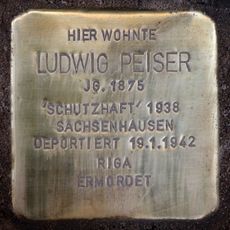 HIER WOHNTE
LUDWIG PEISER
JG. 1875
'SCHUTZHAFT' 1938
SACHSENHAUSEN
DEPORTIERT 19.1.1942
RIGA
ERMORDET